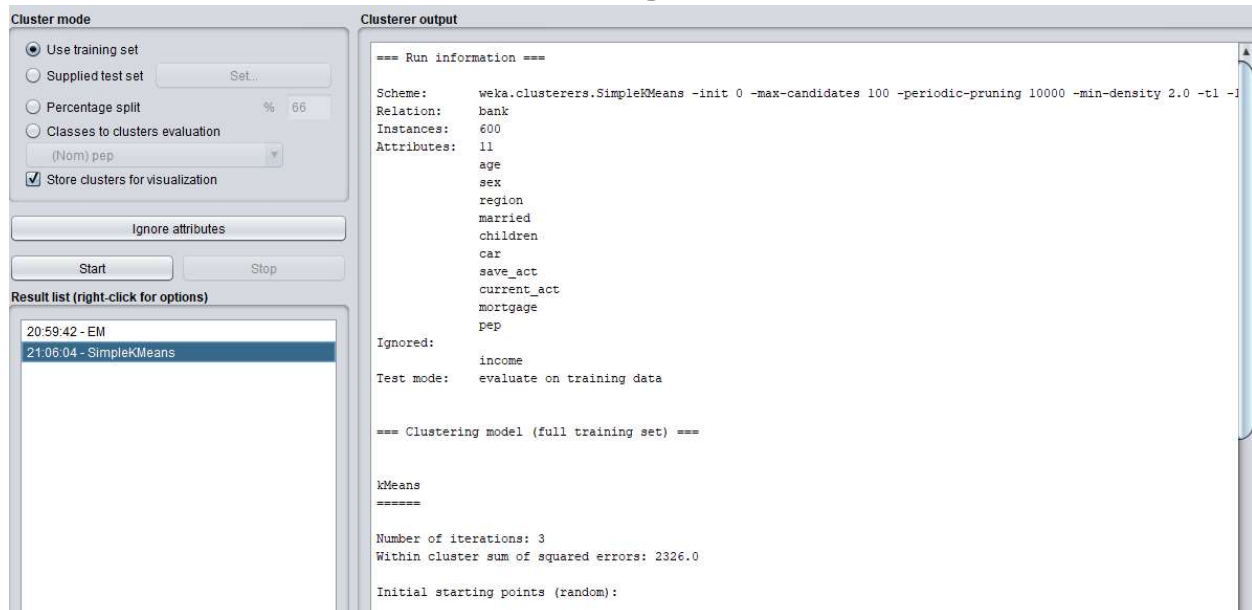 Cluster mode
Use training set
Supplied test set Set...
Percentage split % 66
Classes to clusters evaluation
(Nom) pep
Store clusters for visualization
Ignore attributes
Start Stop
Result list (right-click for options)
20:59:42 - EM
21:06:04 - SimpleKMeans
Clusterer output
=== Run information ===
Scheme: weka.clusterers.SimpleKMeans -init 0 -max-candidates 100 -periodic-pruning 10000 -min-density 2.0 -t1
Relation: bank
Instances: 600
Attributes: 11
age
sex
region
married
children
car
save_act
current_act
mortgage
pep
Ignored:
income
Test mode: evaluate on training data
=== Clustering model (full training set) ===
kMeans
======
Number of iterations: 3
Within cluster sum of squared errors: 2326.0
Initial starting points (random):